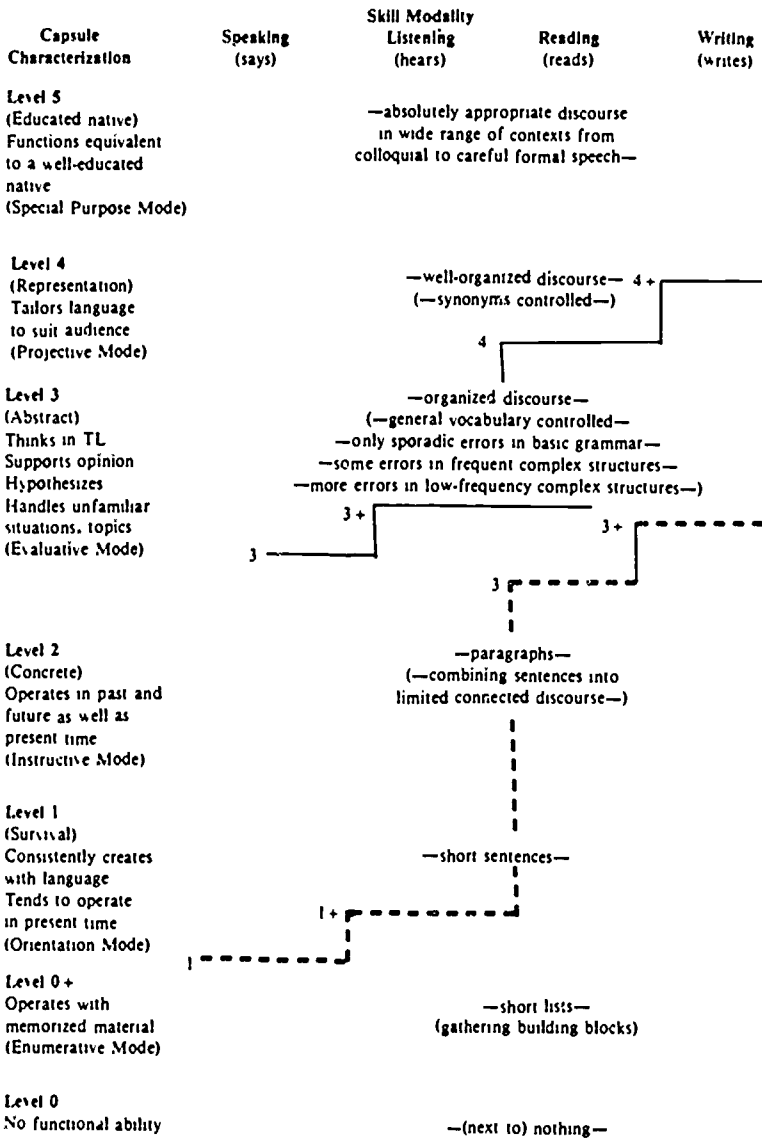 Skill Modality
Capsule Speaking Listening Reading Writing
Characterization (says) (hears) (reads) (writes)
Level 5
(Educated native) —absolutely appropriate discourse
Functions equivalent in wide range of contexts from
to a well-educated colloquial to careful formal speech—
native
(Special Purpose Mode)
Level 4 —well-organized discourse— 4+
(Representation) (—synonyms controlled—)
Tailors language
to suit audience
(Projective Mode) 4
Level 3 —organized discourse—
(Abstract) (—general vocabulary controlled—
Thinks in TL —only sporadic errors in basic grammar—
Supports opinion —some errors in frequent complex structures—
Hypothesizes —more errors in low-frequency complex structures—)
Handles unfamiliar 3+
situations, topics 3+
(Evaluative Mode) 3
3
Level 2 —paragraphs—
(Concrete) (—combining sentences into
Operates in past and limited connected discourse—)
future as well as
present time
(Instructive Mode)
Level 1
(Survival)
Consistently creates —short sentences—
with language
Tends to operate 1+
in present time
(Orientation Mode)
1
Level 0+
Operates with —short lists—
memorized material (gathering building blocks)
(Enumerative Mode)
Level 0
No functional ability —(next to) nothing—